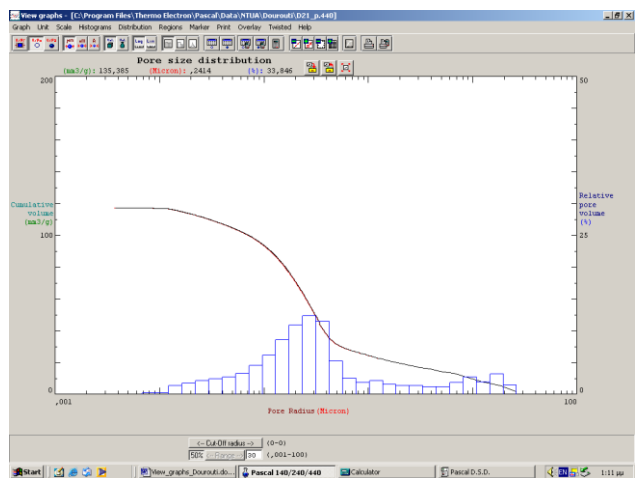 View graphs - [C:\Program Files\Thermo Electron\Pascal\Data\NTUA\Dourouti\D21_p.440]
Graph Unit Scale Histograms Distribution Regions Marker Print Overlay Twisted Help
Pore size distribution
(mm3/g): 135,385 (Micron): ,2414 (%): 33,846
200
50
Cumulative
volume
(mm3/g)
Relative
pore
volume
(%)
100
25
0
0
,001
100
Pore Radius(Micron)
<-- Cut-Off radius --> (0-0)
50% <-- Range --> 30 (,001-100)
Start
View_graphs_Dourouti.do...
Pascal 140/240/440
Calculator
Pascal D.S.D.
EN
1:11 μμ